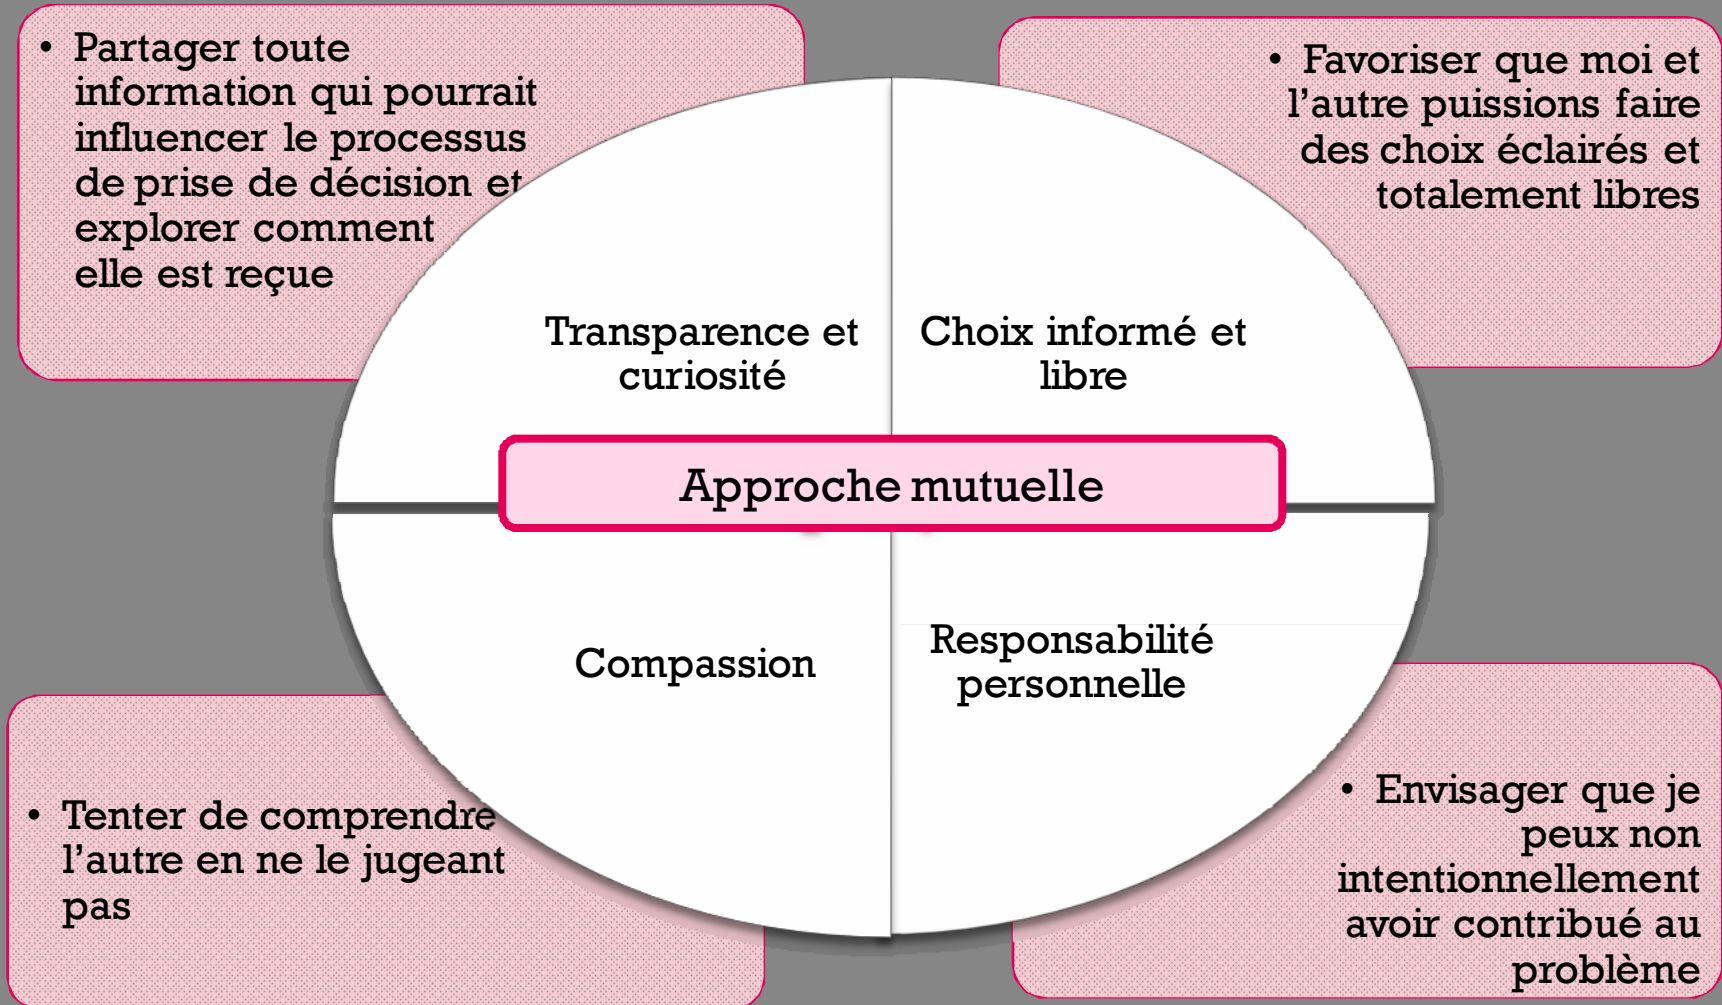 • Partager toute
information qui pourrait
influencer le processus
de prise de décision et
explorer comment
elle est reçue
• Favoriser que moi et
l’autre puissions faire
des choix éclairés et
totalement libres
Transparence et
curiosité
Choix informé et
libre
Approche mutuelle
Compassion
Responsabilité
personnelle
• Tenter de comprendre
l’autre en ne le jugeant
pas
• Envisager que je
peux non
intentionnellement
avoir contribué au
problème